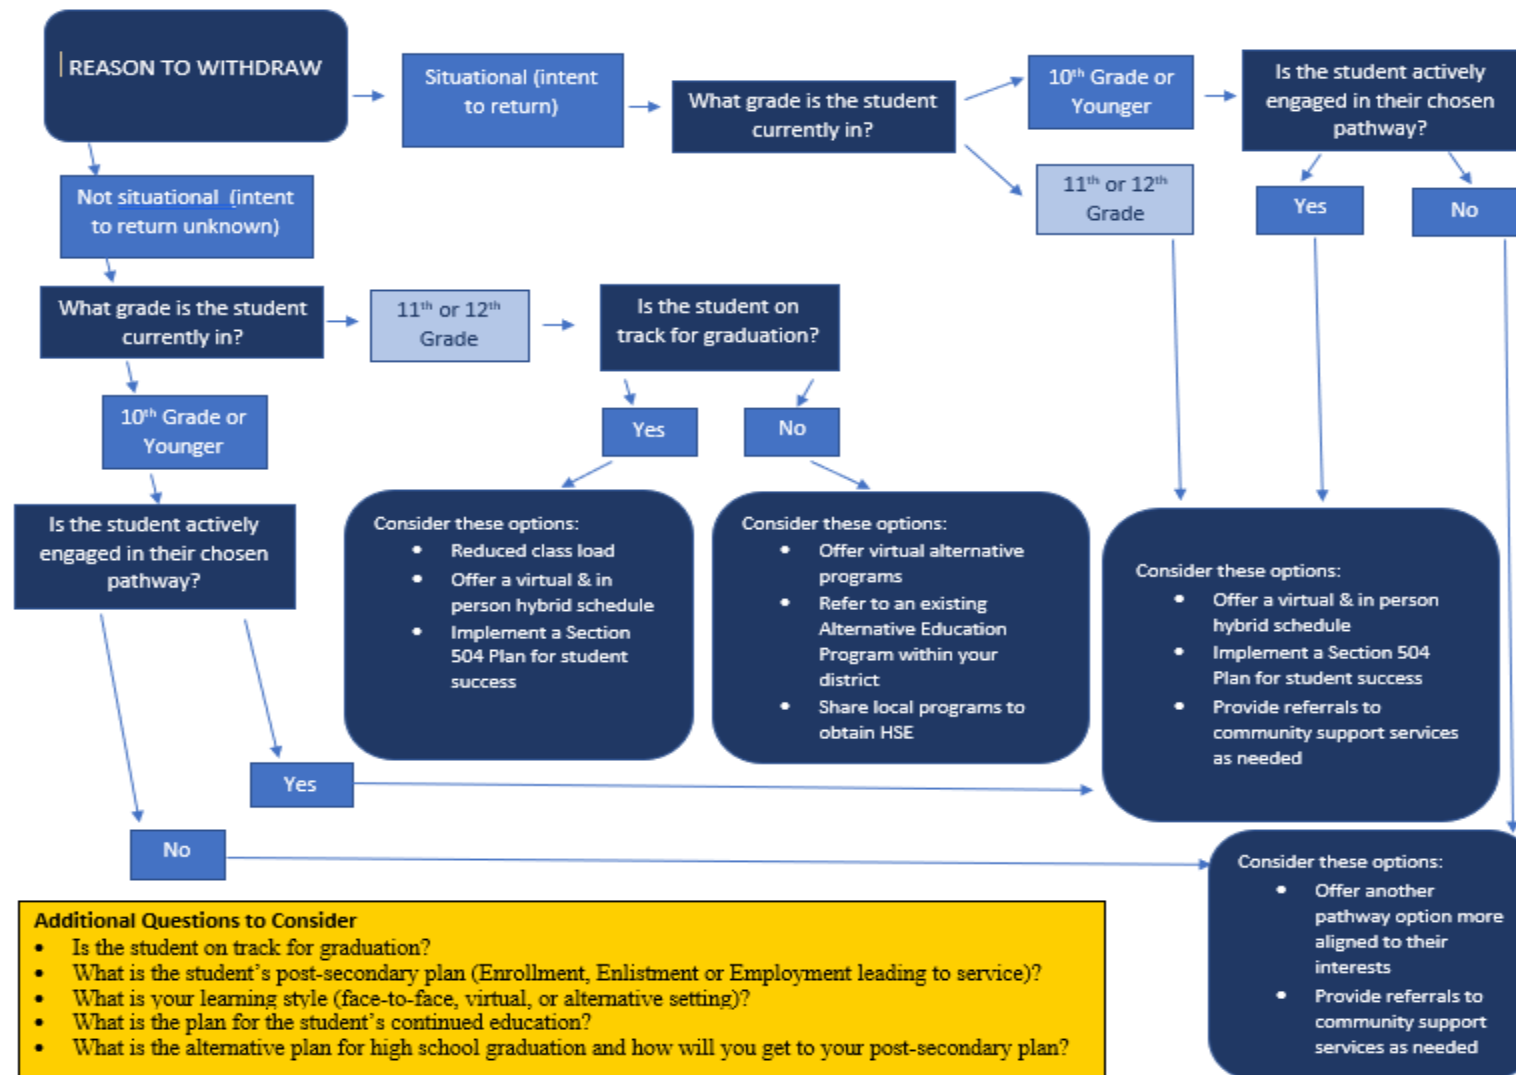 REASON TO WITHDRAW
Situational (intent
to return)
What grade is the student
currently in?
10th Grade or
Younger
Is the student actively
engaged in their chosen
pathway?
11th or 12th
Grade
Yes
No
Not situational (intent
to return unknown)
What grade is the student
currently in?
11th or 12th
Grade
Is the student on
track for graduation?
Yes
No
10th Grade or
Younger
Is the student actively
engaged in their chosen
pathway?
Consider these options:
• Reduced class load
• Offer a virtual & in
person hybrid schedule
• Implement a Section
504 Plan for student
success
Consider these options:
• Offer virtual alternative
programs
• Refer to an existing
Alternative Education
Program within your
district
• Share local programs to
obtain HSE
Consider these options:
• Offer a virtual & in person
hybrid schedule
• Implement a Section 504
Plan for student success
• Provide referrals to
community support services
as needed
Yes
No
Consider these options:
• Offer another
pathway option more
aligned to their
interests
• Provide referrals to
community support
services as needed
Additional Questions to Consider
• Is the student on track for graduation?
• What is the student's post-secondary plan (Enrollment, Enlistment or Employment leading to service)?
• What is your learning style (face-to-face, virtual, or alternative setting)?
• What is the plan for the student's continued education?
• What is the alternative plan for high school graduation and how will you get to your post-secondary plan?